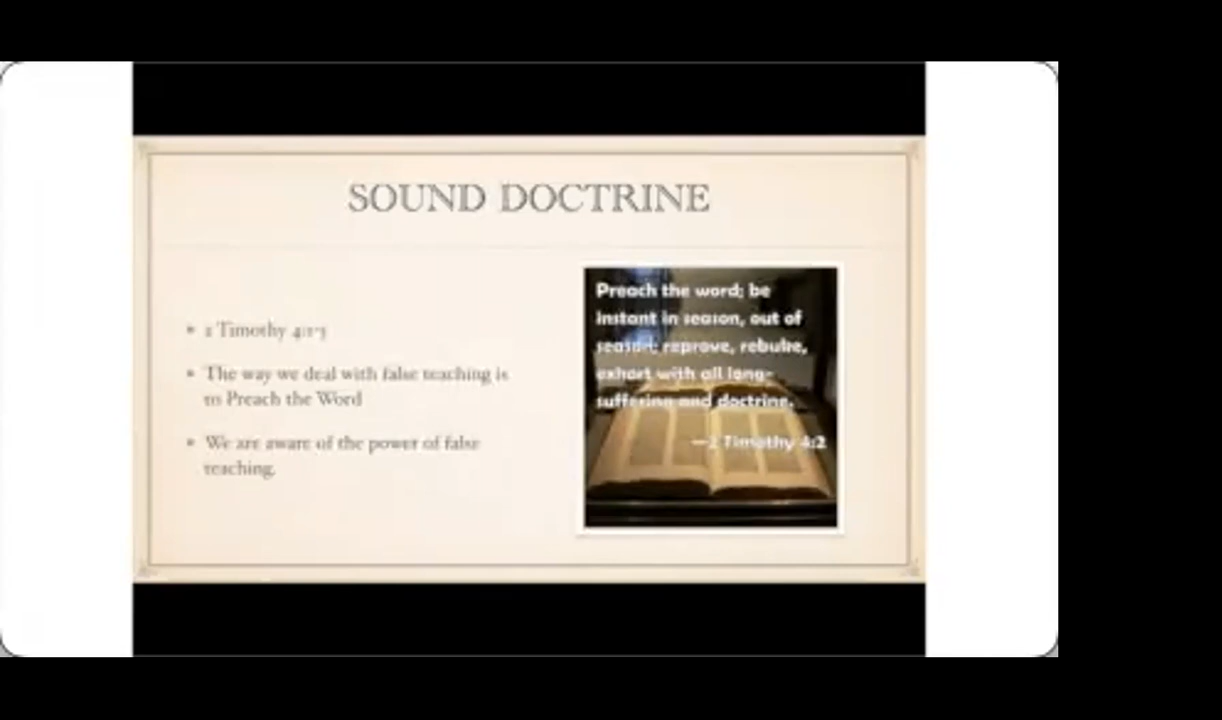 SOUND DOCTRINE
• 2 Timothy 4:1-3
• The way we deal with false teaching is
to Preach the Word
• We are aware of the power of false
teaching.
Preach the word; be
instant in season, out of
season; reprove, rebuke,
exhort with all long-
suffering and doctrine.
—2 Timothy 4:2